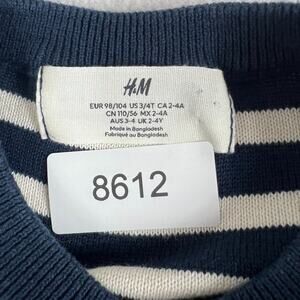 H&M
EUR 98/104 US 3/4T CA 2-4A
CN 110/56 MX 2-4A
AUS 3-4 UK 2-4Y
Made in Bangladesh
Fabriqué au Bangladesh
8612